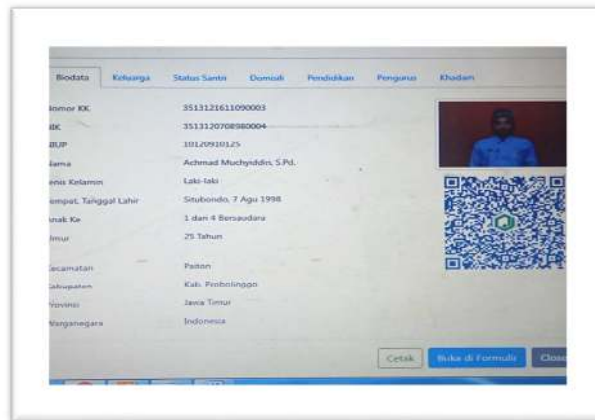 Biodata Keluarga Status Santri Domisili Pendidikan Pengurus Khadam
Nomor KK 3513121611090003
NIK 3513120708980004
NIUP 10120910125
Nama Achmad Muchyiddin, S.Pd.
Jenis Kelamin Laki-laki
Tempat, Tanggal Lahir Situbondo, 7 Agu 1998
Anak Ke 1 dari 4 Bersaudara
Umur 25 Tahun
Kecamatan Paiton
Kabupaten Kab. Probolinggo
Provinsi Jawa Timur
Warganegara Indonesia
Cetak Buka di Formulir Close